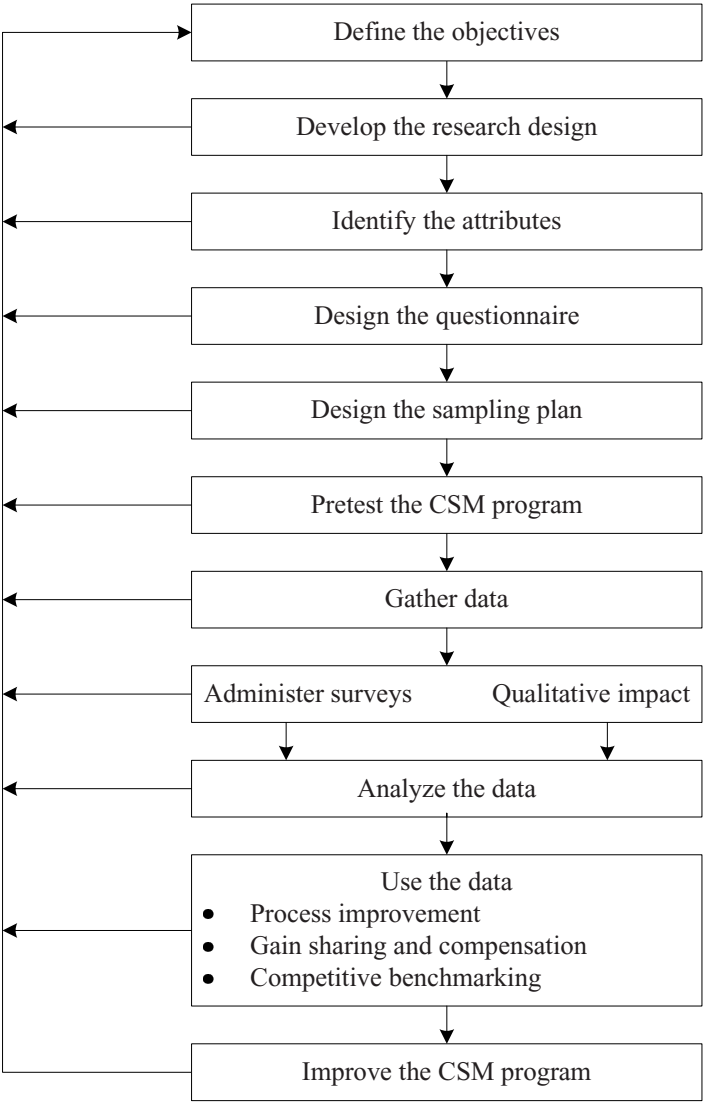 Define the objectives
Develop the research design
Identify the attributes
Design the questionnaire
Design the sampling plan
Pretest the CSM program
Gather data
Administer surveys Qualitative impact
Analyze the data
Use the data
• Process improvement
• Gain sharing and compensation
• Competitive benchmarking
Improve the CSM program